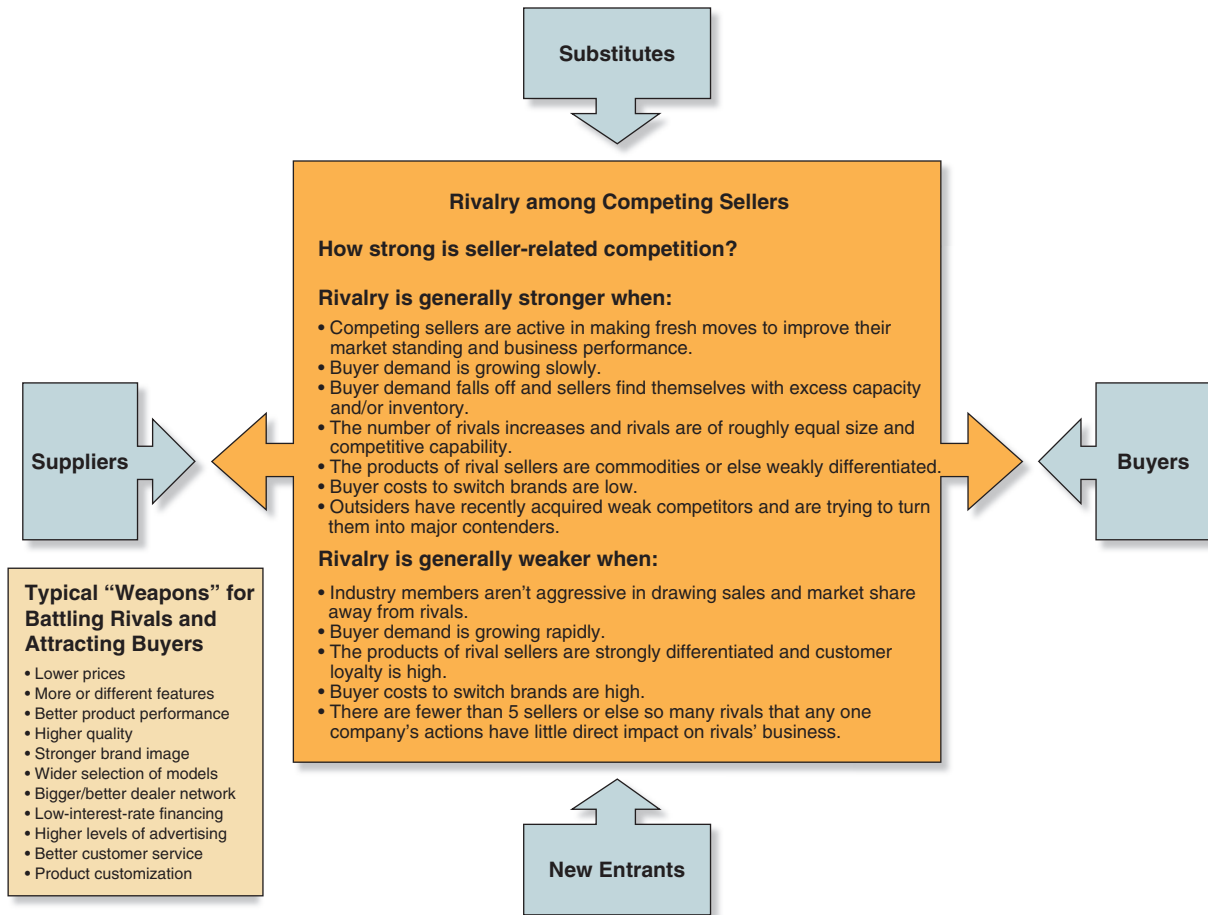 Substitutes
Rivalry among Competing Sellers
How strong is seller-related competition?
Rivalry is generally stronger when:
• Competing sellers are active in making fresh moves to improve their
market standing and business performance.
• Buyer demand is growing slowly.
• Buyer demand falls off and sellers find themselves with excess capacity
and/or inventory.
• The number of rivals increases and rivals are of roughly equal size and
competitive capability.
• The products of rival sellers are commodities or else weakly differentiated.
• Buyer costs to switch brands are low.
• Outsiders have recently acquired weak competitors and are trying to turn
them into major contenders.
Rivalry is generally weaker when:
• Industry members aren’t aggressive in drawing sales and market share
away from rivals.
• Buyer demand is growing rapidly.
• The products of rival sellers are strongly differentiated and customer
loyalty is high.
• Buyer costs to switch brands are high.
• There are fewer than 5 sellers or else so many rivals that any one
company’s actions have little direct impact on rivals’ business.
Suppliers
Buyers
Typical “Weapons” for
Battling Rivals and
Attracting Buyers
• Lower prices
• More or different features
• Better product performance
• Higher quality
• Stronger brand image
• Wider selection of models
• Bigger/better dealer network
• Low-interest-rate financing
• Higher levels of advertising
• Better customer service
• Product customization
New Entrants